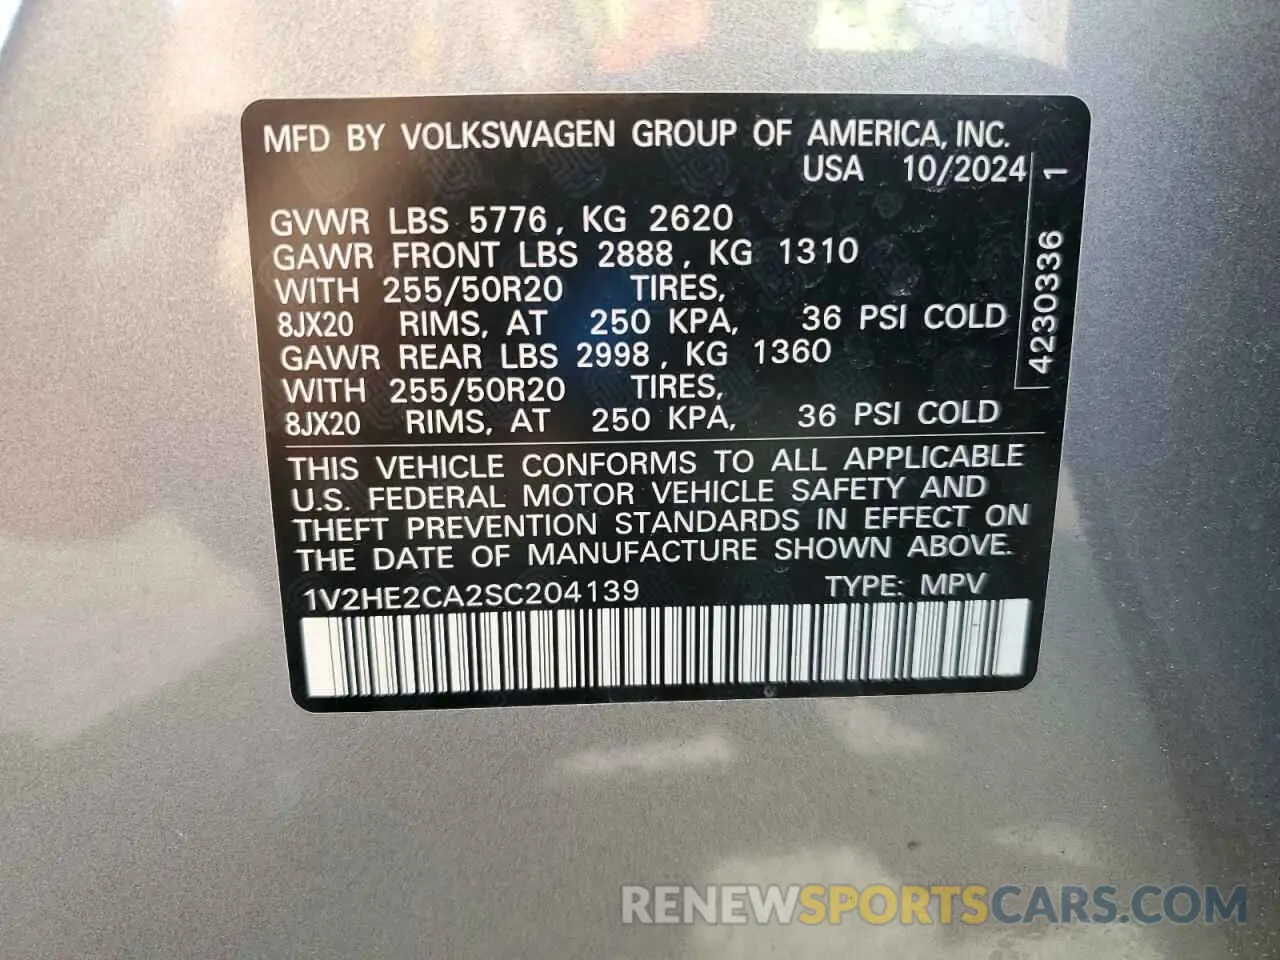 MFD BY VOLKSWAGEN GROUP OF AMERICA, INC.
USA 10/2024
GVWR LBS 5776, KG 2620
GAWR FRONT LBS 2888, KG 1310
WITH 255/50R20 TIRES,
8JX20 RIMS, AT 250 KPA, 36 PSI COLD
GAWR REAR LBS 2998, KG 1360
WITH 255/50R20 TIRES,
8JX20 RIMS, AT 250 KPA, 36 PSI COLD
4230336 1
THIS VEHICLE CONFORMS TO ALL APPLICABLE
U.S. FEDERAL MOTOR VEHICLE SAFETY AND
THEFT PREVENTION STANDARDS IN EFFECT ON
THE DATE OF MANUFACTURE SHOWN ABOVE.
1V2HE2CA2SC204139 TYPE: MPV
RENEWSPORTSCARS.COM